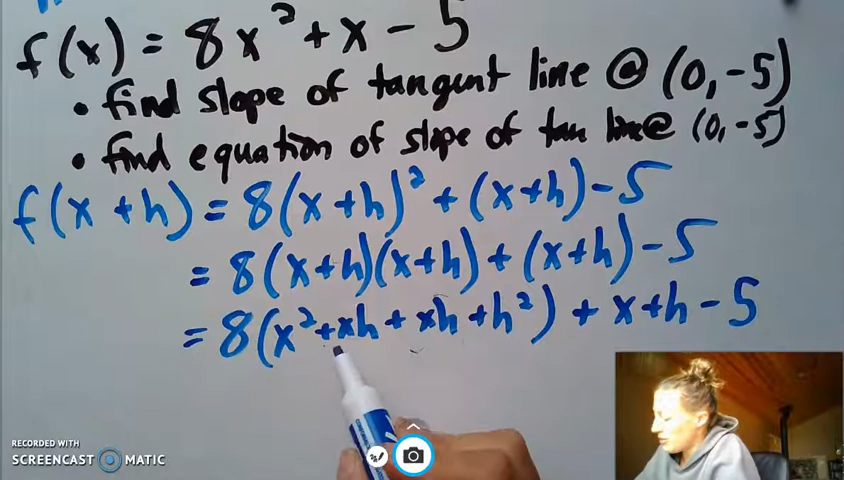 f(x) = 8x² + x - 5
• find slope of tangent line @ (0, -5)
• find equation of slope of tan line @ (0, -5)
f(x + h) = 8(x + h)² + (x + h) - 5
= 8(x + h)(x + h) + (x + h) - 5
= 8(x² + xh + xh + h²) + x + h - 5
RECORDED WITH
SCREENCAST MATIC